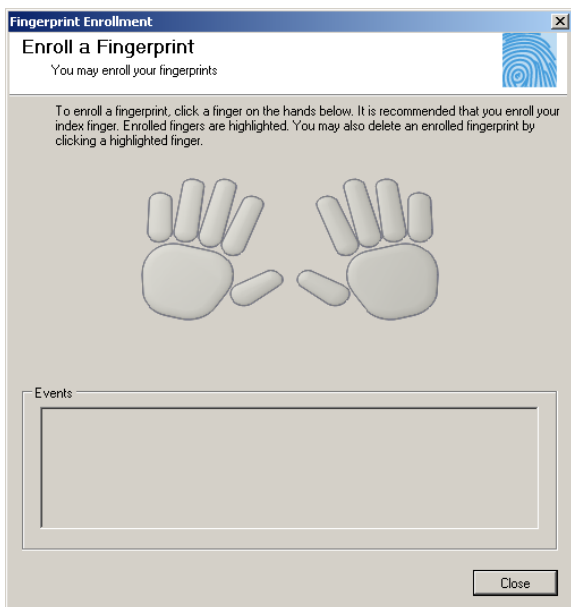 Fingerprint Enrollment
Enroll a Fingerprint
You may enroll your fingerprints
To enroll a fingerprint, click a finger on the hands below. It is recommended that you enroll your
index finger. Enrolled fingers are highlighted. You may also delete an enrolled fingerprint by
clicking a highlighted finger.
Events
Close